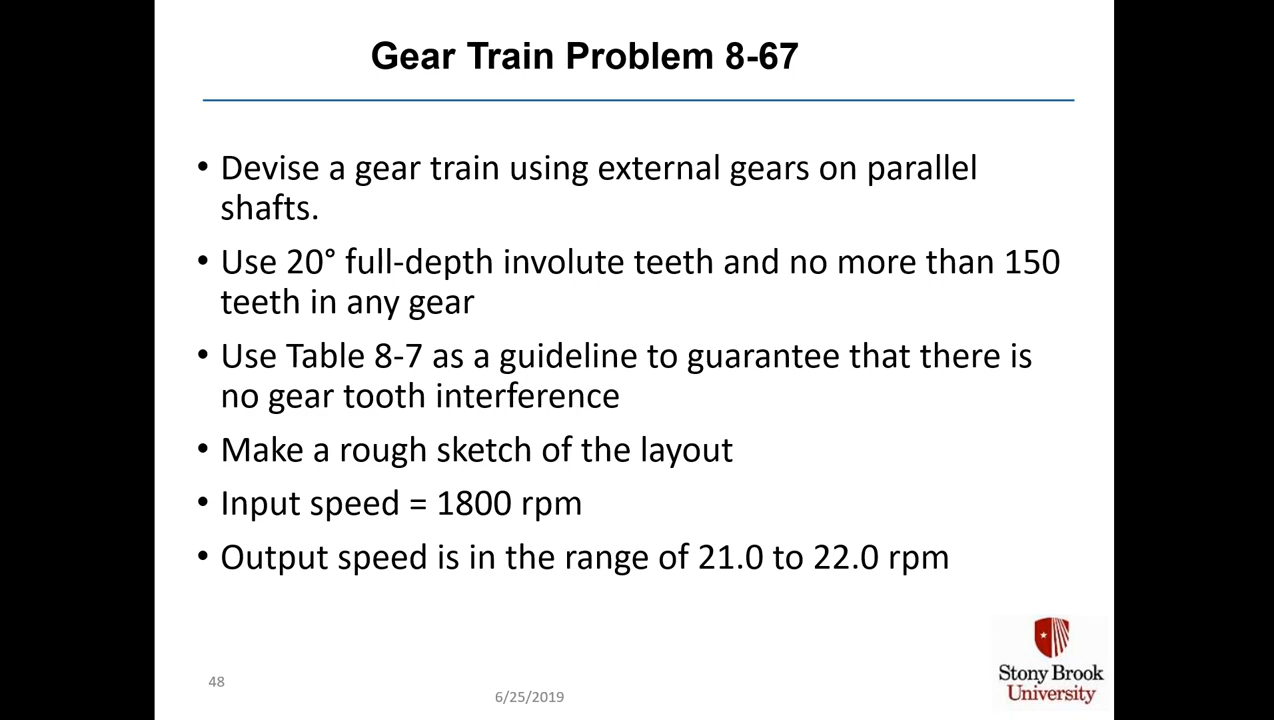 Gear Train Problem 8-67
• Devise a gear train using external gears on parallel
shafts.
• Use 20° full-depth involute teeth and no more than 150
teeth in any gear
• Use Table 8-7 as a guideline to guarantee that there is
no gear tooth interference
• Make a rough sketch of the layout
• Input speed = 1800 rpm
• Output speed is in the range of 21.0 to 22.0 rpm
48
6/25/2019
Stony Brook
University